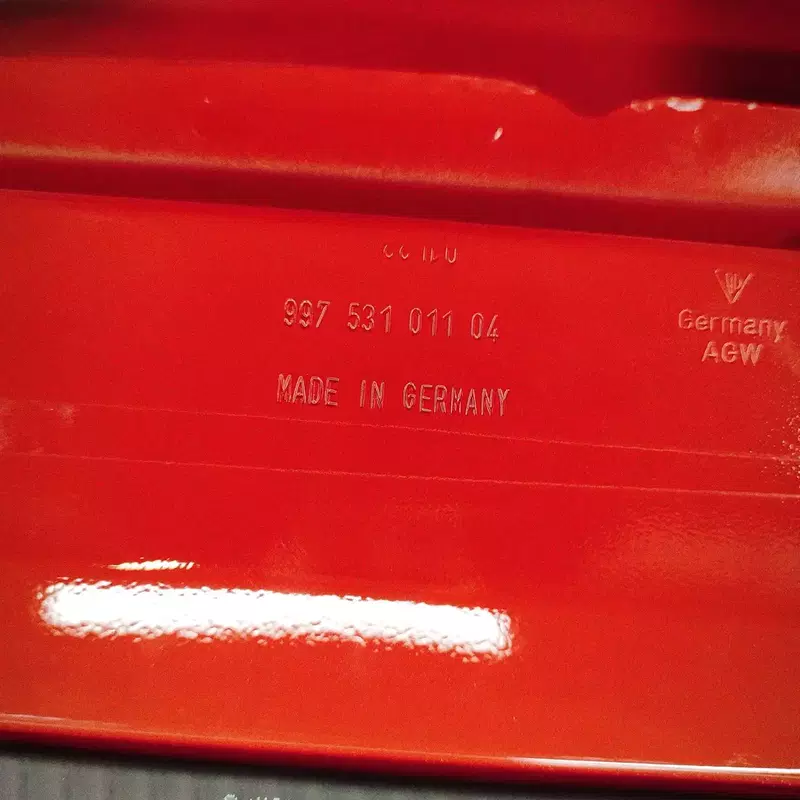 997 531 011 04
MADE IN GERMANY
Germany
AGW